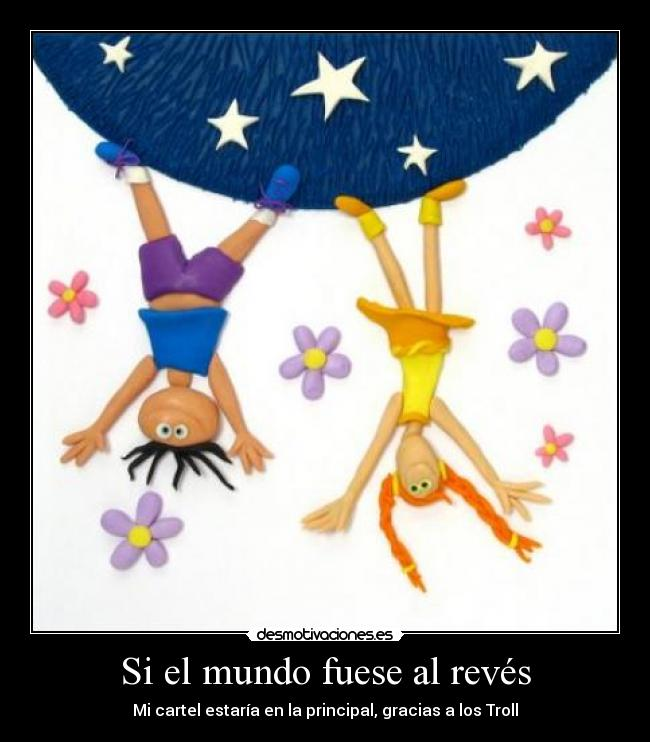 desmotivaciones.es
Si el mundo fuese al revés
Mi cartel estaría en la principal, gracias a los Troll